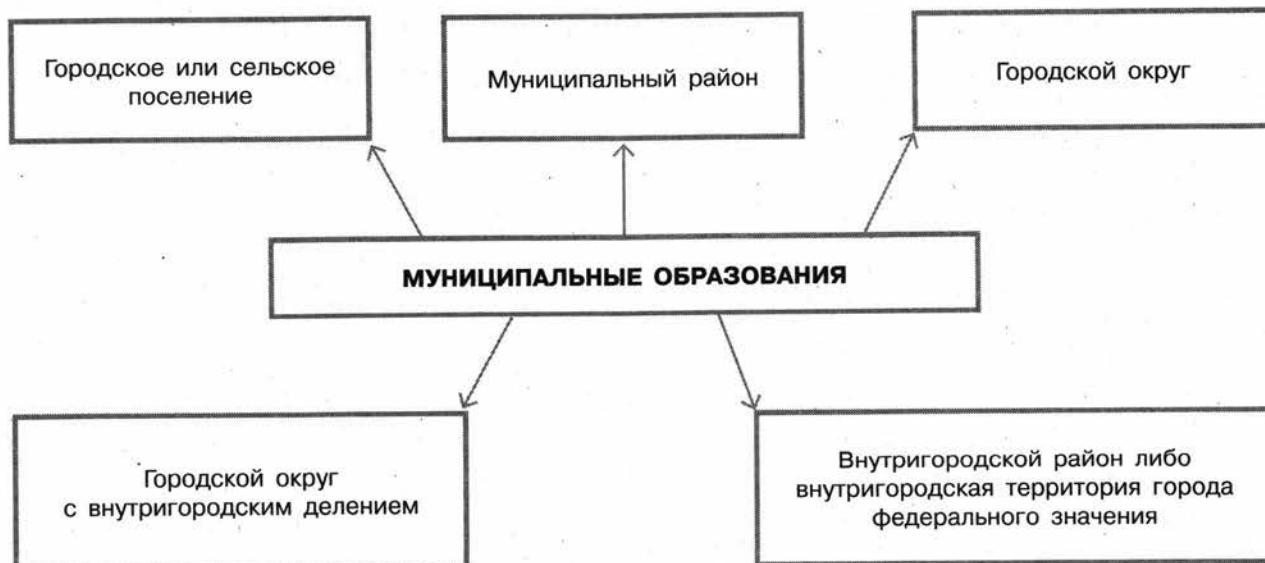 Городское или сельское
поселение
Муниципальный район
Городской округ
МУНИЦИПАЛЬНЫЕ ОБРАЗОВАНИЯ
Городской округ
с внутригородским делением
Внутригородской район либо
внутригородская территория города
федерального значения